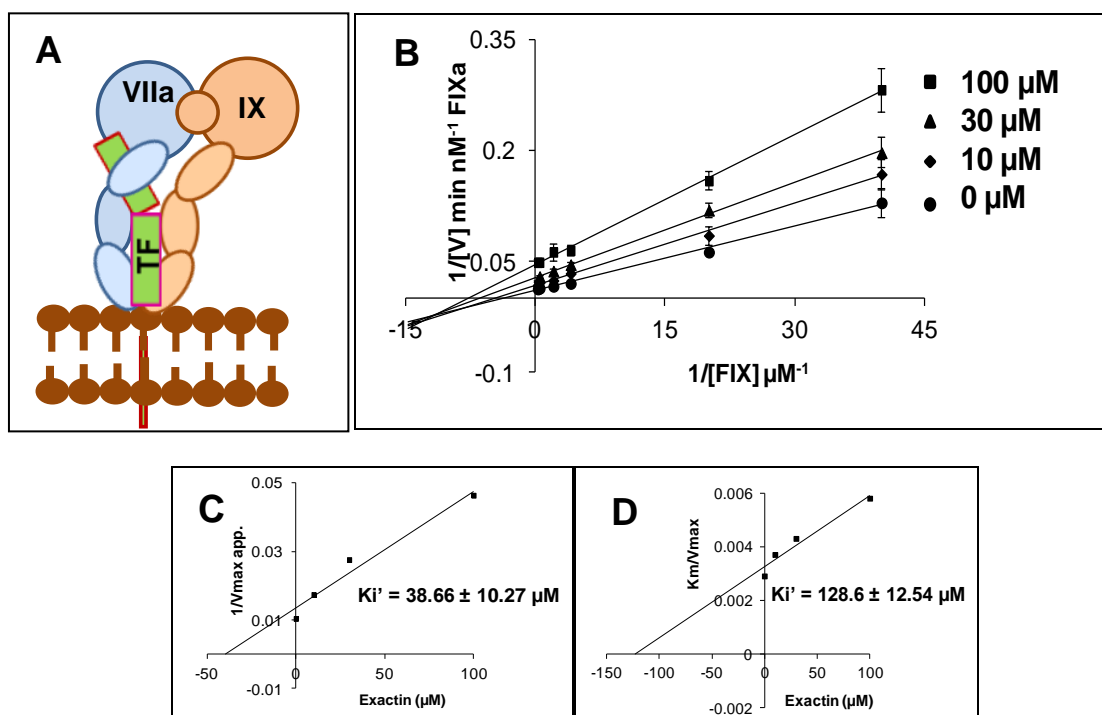 A
VIIa
IX
TF
B
1/[V] min nM⁻¹ FIXa
0.35
0.2
0.05
-0.1
-15
0
15
30
45
1/[FIX] µM⁻¹
100 µM
30 µM
10 µM
0 µM
C
1/Vmax app.
0.05
0.03
0.01
-0.01
-50
0
50
100
Ki' = 38.66 ± 10.27 µM
Exactin (µM)
D
Km/Vmax
0.006
0.004
0.002
0
-0.002
-150
-100
-50
0
50
100
Ki' = 128.6 ± 12.54 µM
Exactin (µM)